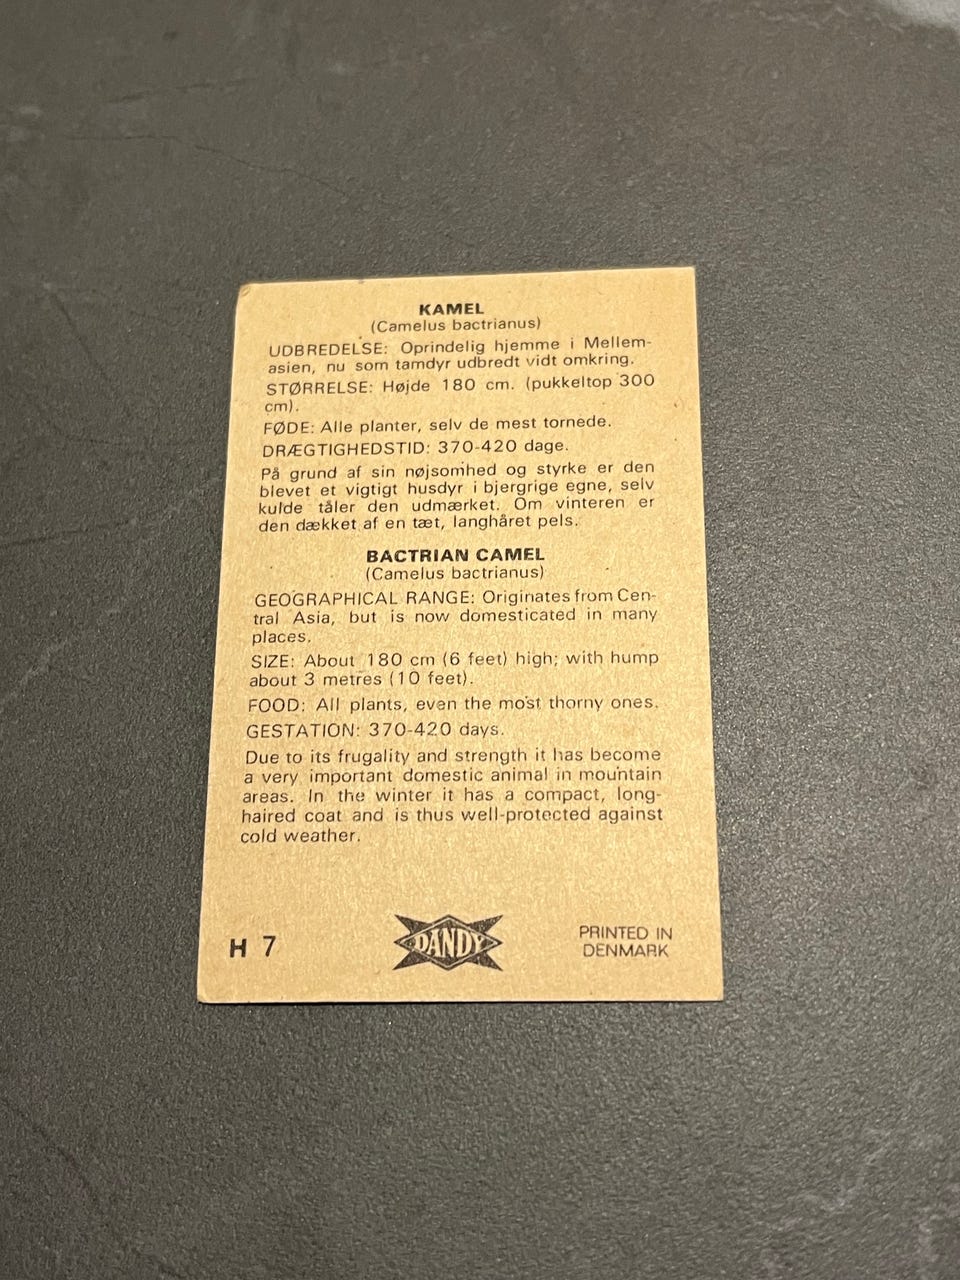 KAMEL
(Camelus bactrianus)
UDBREDELSE: Oprindelig hjemme i Mellem-
asien, nu som tamdyr udbredt vidt omkring.
STØRRELSE: Højde 180 cm. (pukkeltop 300
cm).
FØDE: Alle planter, selv de mest tornede.
DRÆGTIGHEDSTID: 370-420 dage.
På grund af sin nøjsomhed og styrke er den
blevet et vigtigt husdyr i bjergrige egne, selv
kulde tåler den udmærket. Om vinteren er
den dækket af en tæt, langhåret pels.
BACTRIAN CAMEL
(Camelus bactrianus)
GEOGRAPHICAL RANGE: Originates from Cen-
tral Asia, but is now domesticated in many
places.
SIZE: About 180 cm (6 feet) high; with hump
about 3 metres (10 feet).
FOOD: All plants, even the most thorny ones.
GESTATION: 370-420 days.
Due to its frugality and strength it has become
a very important domestic animal in mountain
areas. In the winter it has a compact, long-
haired coat and is thus well-protected against
cold weather.
H 7
DANDY
PRINTED IN
DENMARK